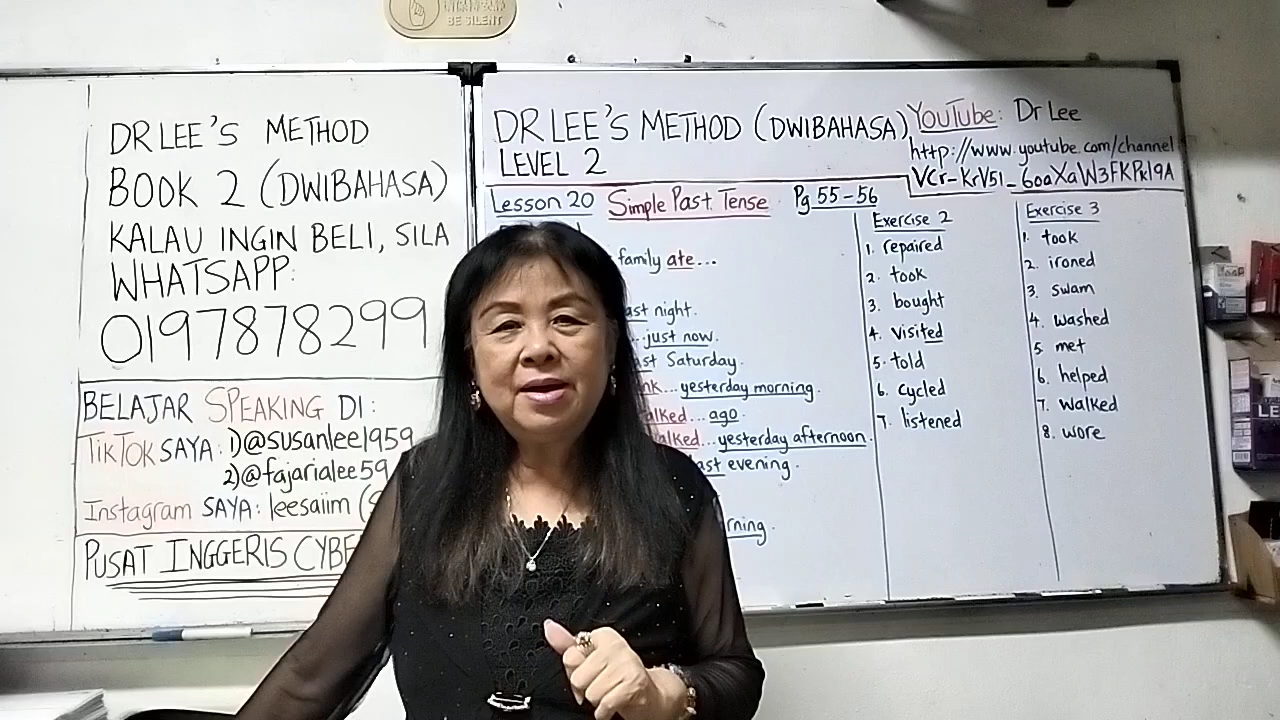 BE SILENT
DR LEE'S METHOD
BOOK 2 (DWIBAHASA)
KALAU INGIN BELI, SILA
WHATSAPP:
0197878299
BELAJAR SPEAKING DI:
TIKTOK SAYA: 1) @susanlee1959
2) @fajarialee59
Instagram SAYA: leesaiim (S
PUSAT INGGERIS CYBE
DR LEE'S METHOD (DWIBAHASA)
LEVEL 2
YOUTUBE: Dr Lee
http://www.youtube.com/channel
VCr-KrV51_6oaXaW3FKPkl9A
Lesson 20 Simple Past Tense Pg 55-56
family ate...
ast night.
just now.
ast Saturday.
nk... yesterday morning.
alked... ago.
alked... yesterday afternoon.
ast evening.
rning.
Exercise 2
1. repaired
2. took
3. bought
4. visited
5. told
6. cycled
7. listened
Exercise 3
1. took
2. ironed
3. swam
4. washed
5. met
6. helped
7. walked
8. wore